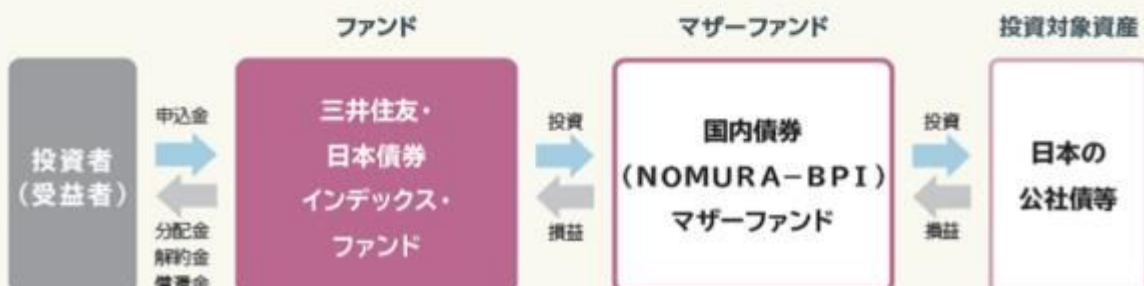 ファンド
マザーファンド
投資対象資産
投資者
(受益者)
申込金
分配金
解約金
償還金
三井住友・
日本債券
インデックス・
ファンド
投資
損益
国内債券
(NOMURA-BPI)
マザーファンド
投資
損益
日本の
公社債等